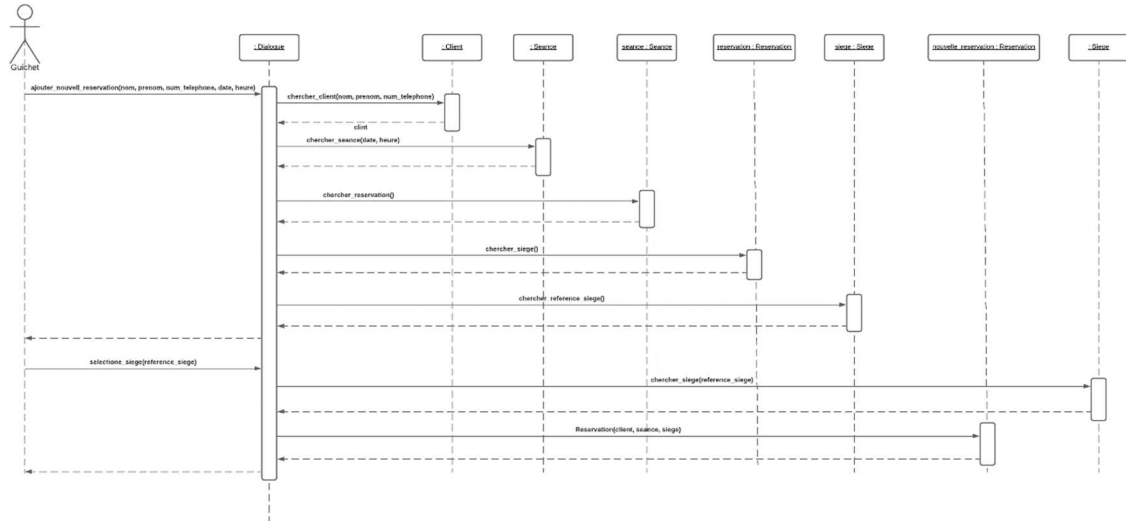 : Dialogue
: Client
: Seance
seance : Seance
reservation : Reservation
siege : Siege
nouvelle_reservation : Reservation
: Siege
Guichet
ajouter_nouvell_reservation(nom, prenom, num_telephone, date, heure)
chercher_client(nom, prenom, num_telephone)
clint
chercher_seance(date, heure)
chercher_reservation()
chercher_siege()
chercher_reference_siege()
selectione_siege(reference_siege)
chercher_siege(reference_siege)
Reservation(client, seance, siege)